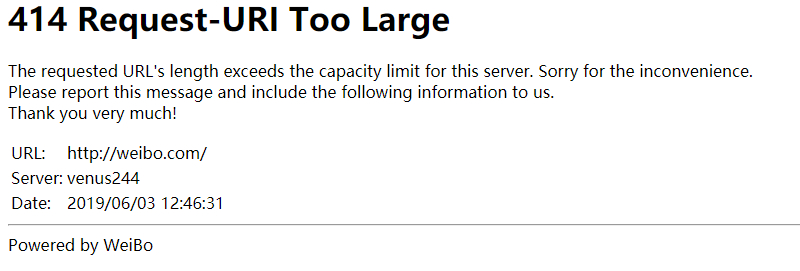 414 Request-URI Too Large
The requested URL's length exceeds the capacity limit for this server. Sorry for the inconvenience.
Please report this message and include the following information to us.
Thank you very much!
URL: http://weibo.com/
Server: venus244
Date: 2019/06/03 12:46:31
Powered by WeiBo